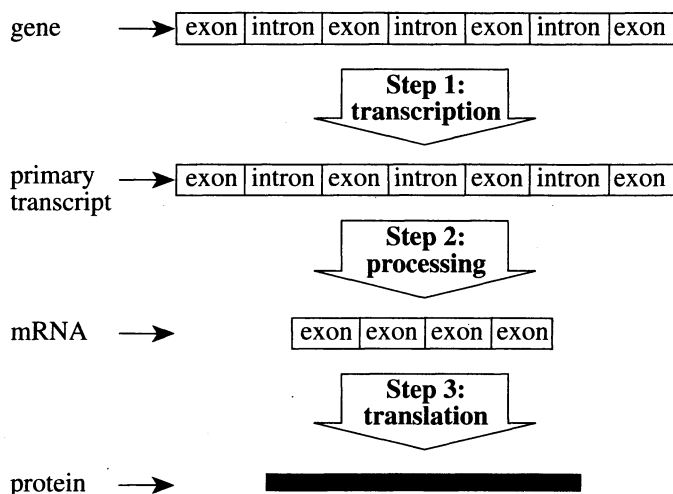 gene
exon intron exon intron exon intron exon
Step 1:
transcription
primary
transcript
exon intron exon intron exon intron exon
Step 2:
processing
mRNA
exon exon exon exon
Step 3:
translation
protein